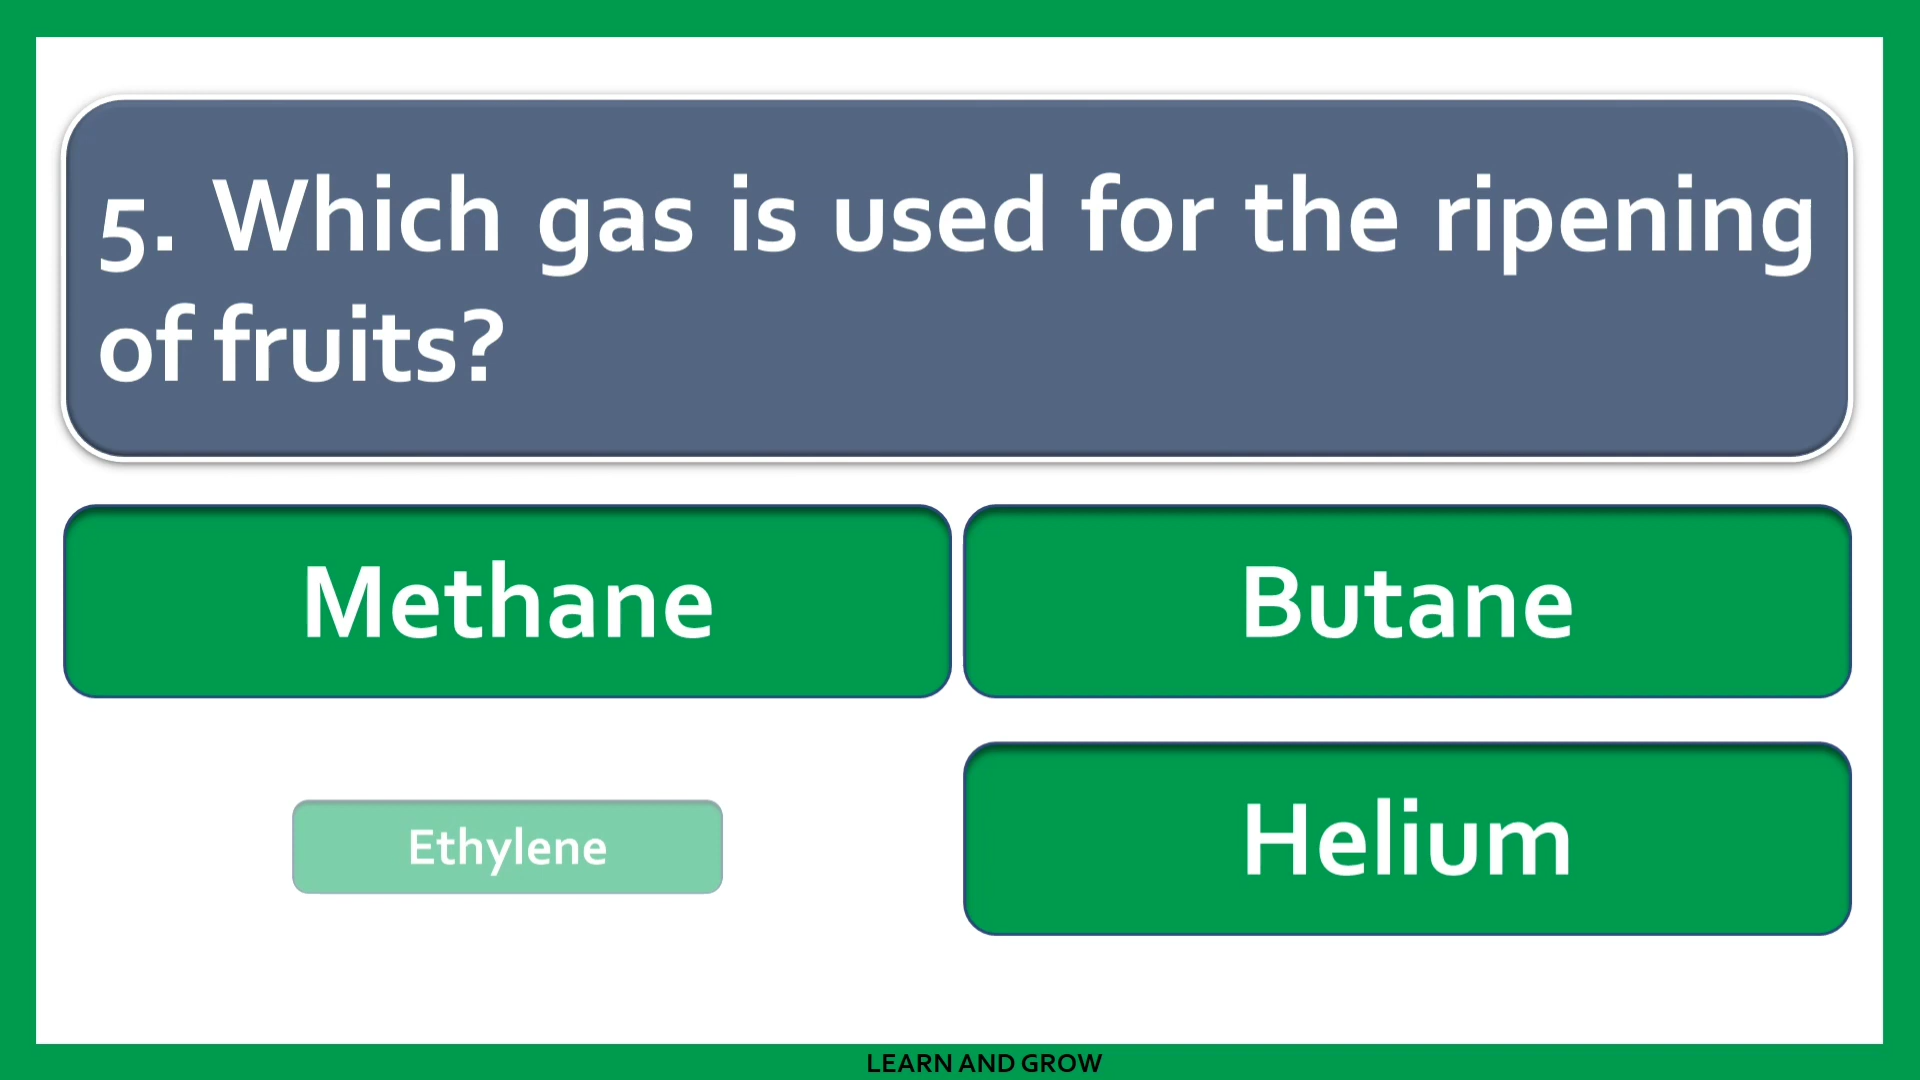 5. Which gas is used for the ripening
of fruits?
Methane
Butane
Ethylene
Helium
LEARN AND GROW